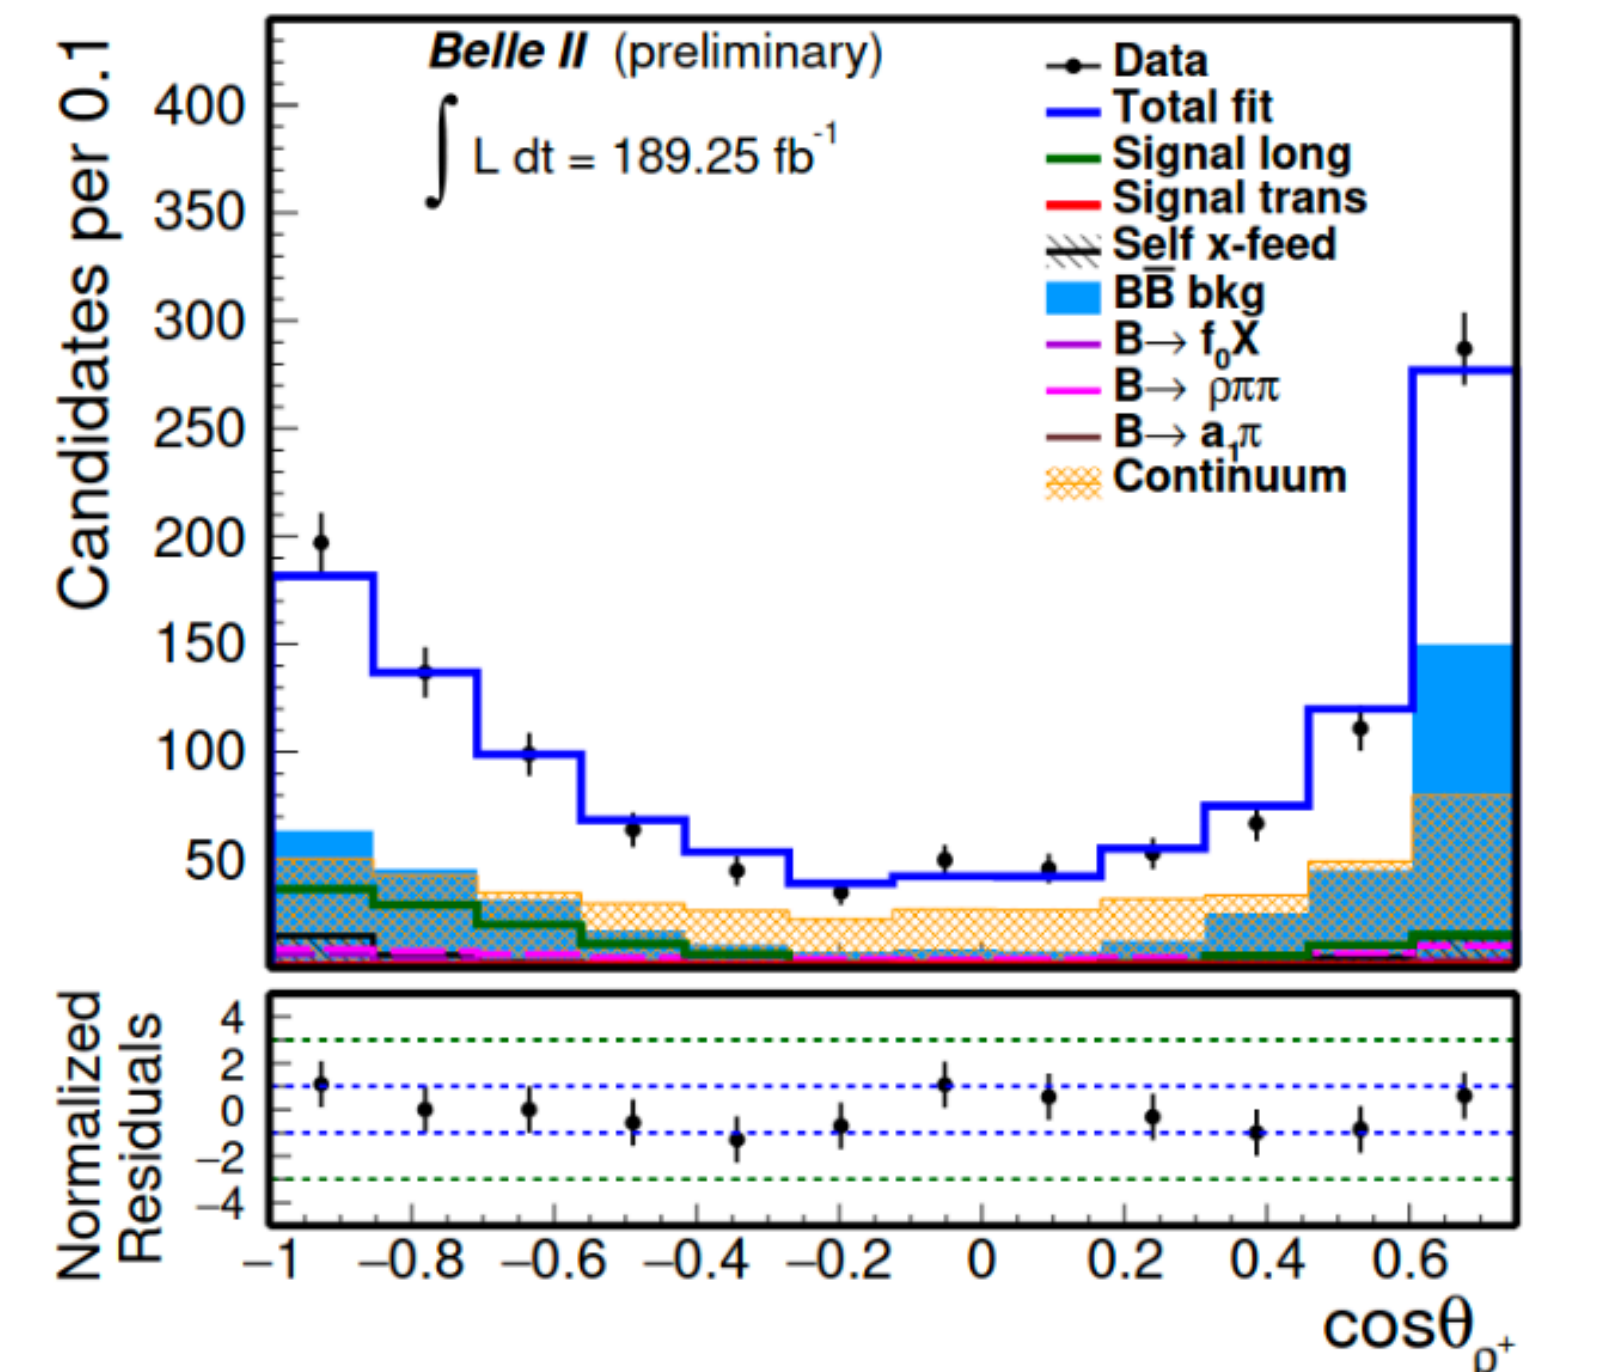 Candidates per 0.1
400
350
300
250
200
150
100
50
Belle II (preliminary)
∫ L dt = 189.25 fb⁻¹
Data
Total fit
Signal long
Signal trans
Self x-feed
BB̅ bkg
B→ f₀X
B→ ρππ
B→ a₁π
Continuum
Normalized
Residuals
4
2
0
−2
−4
−1 −0.8 −0.6 −0.4 −0.2 0 0.2 0.4 0.6
cosθ_ρ⁺